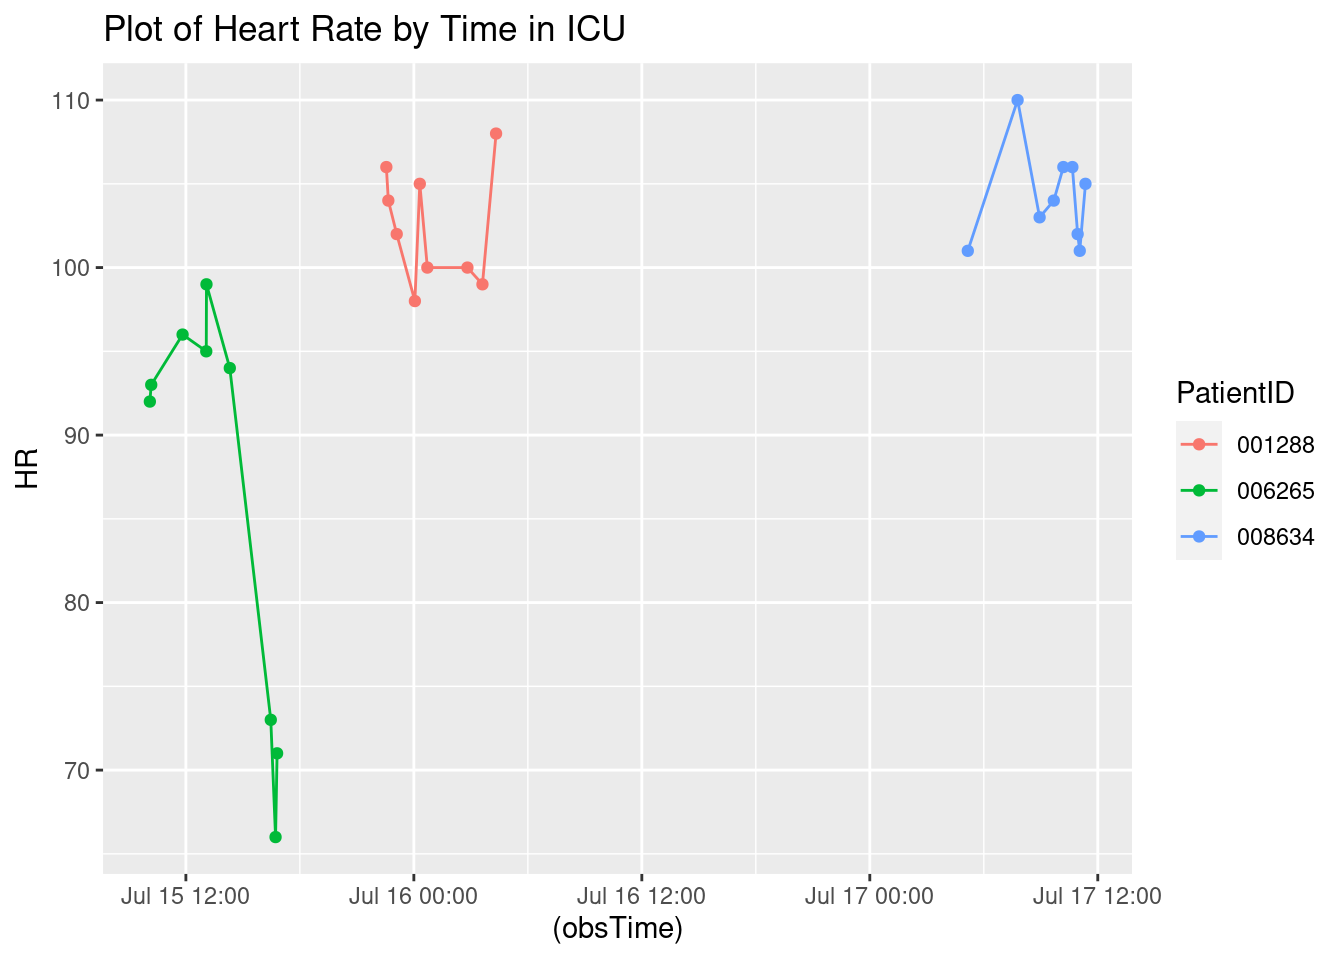 Plot of Heart Rate by Time in ICU
110
100
90
80
70
HR
Jul 15 12:00
Jul 16 00:00
Jul 16 12:00
Jul 17 00:00
Jul 17 12:00
(obsTime)
PatientID
001288
006265
008634